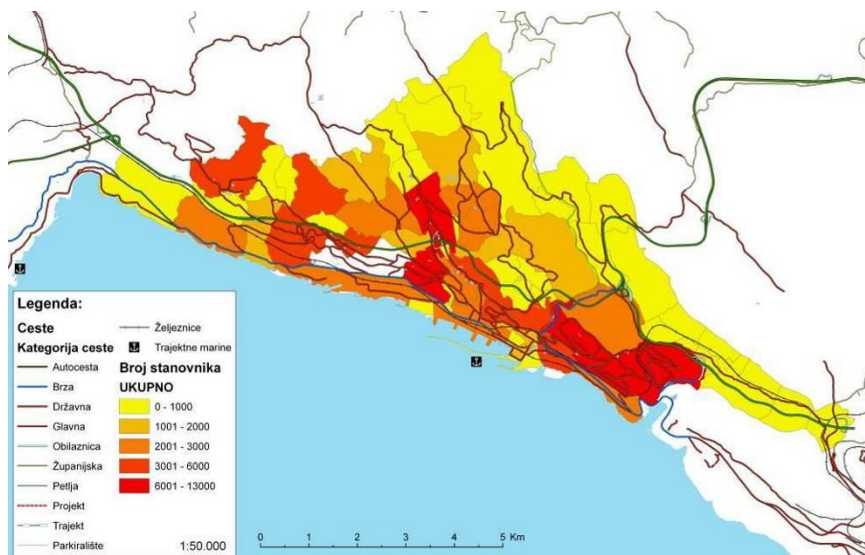 Legenda:
Ceste
Kategorija ceste
Autocesta
Brza
Državna
Glavna
Obilaznica
Županijska
Petlja
Projekt
Trajekt
Parkiralište
Željeznice
Trajektne marine
Broj stanovnika
UKUPNO
0 - 1000
1001 - 2000
2001 - 3000
3001 - 6000
6001 - 13000
1:50.000
0 1 2 3 4 5 Km